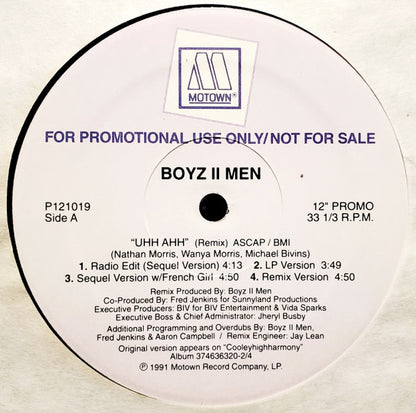 M
MOTOWN®
FOR PROMOTIONAL USE ONLY/NOT FOR SALE
BOYZ II MEN
P121019 12" PROMO
Side A 33 1/3 R.P.M.
"UHH AHH" (Remix) ASCAP / BMI
(Nathan Morris, Wanya Morris, Michael Bivins)
1. Radio Edit (Sequel Version) 4:13 2. LP Version 3:49
3. Sequel Version w/French Girl 4:50 4. Remix Version 4:50
Remix Produced By: Boyz II Men
Co-Produced By: Fred Jenkins for Sunnyland Productions
Executive Producers: BIV for BIV Entertainment & Vida Sparks
Executive Boss & Chief Administrator: Jheryl Busby
Additional Programming and Overdubs By: Boyz II Men,
Fred Jenkins & Aaron Campbell / Remix Engineer: Jay Lean
Original version appears on "Cooleyhighharmony"
Album 374636320-2/4
℗ 1991 Motown Record Company, LP.